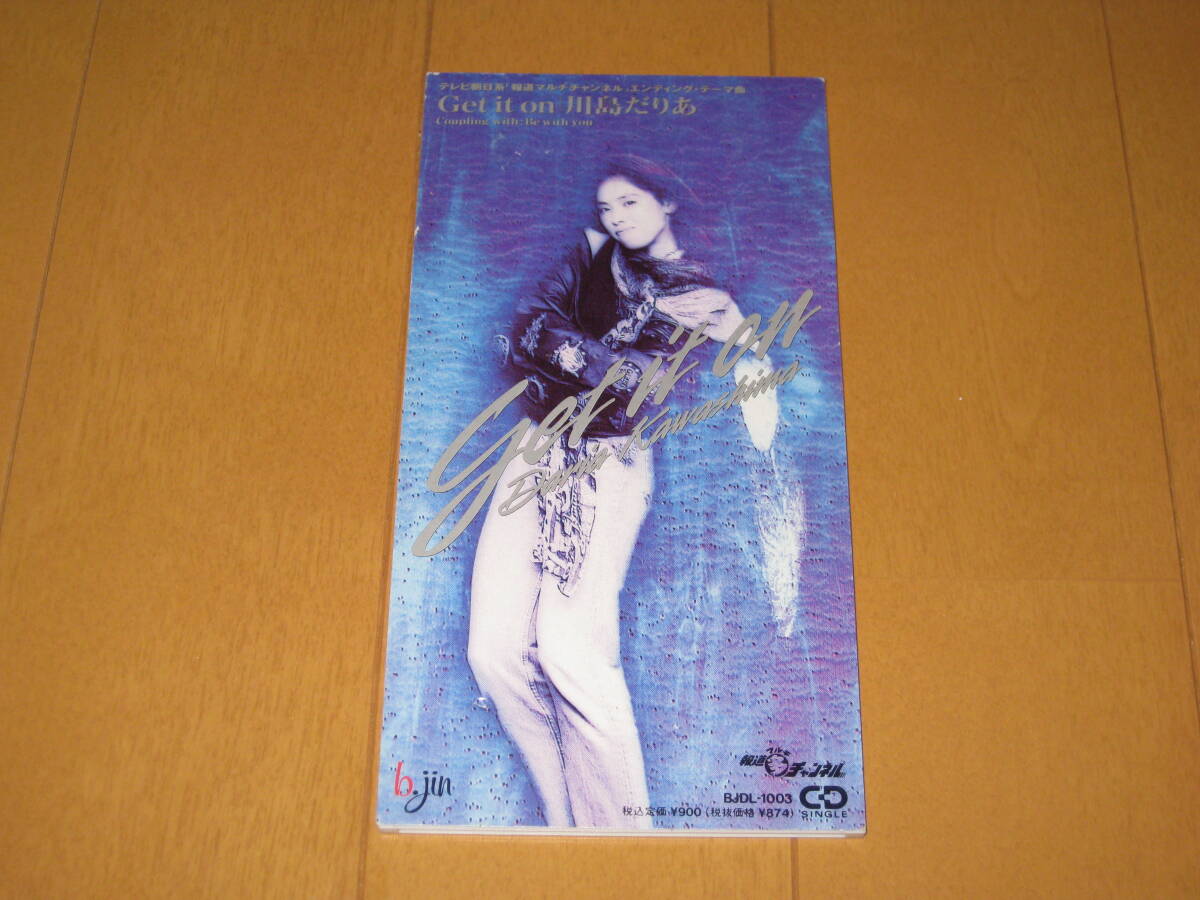 テレビ朝日系「報道マルチチャンネル」エンディング・テーマ曲
Get it on 川島だりあ
Coupling with: Be with you
Get it on
Daria Kawashima
b.jin
報道マルチチャンネル
BJDL-1003 CD
税込定価¥900(税抜価格¥874) SINGLE